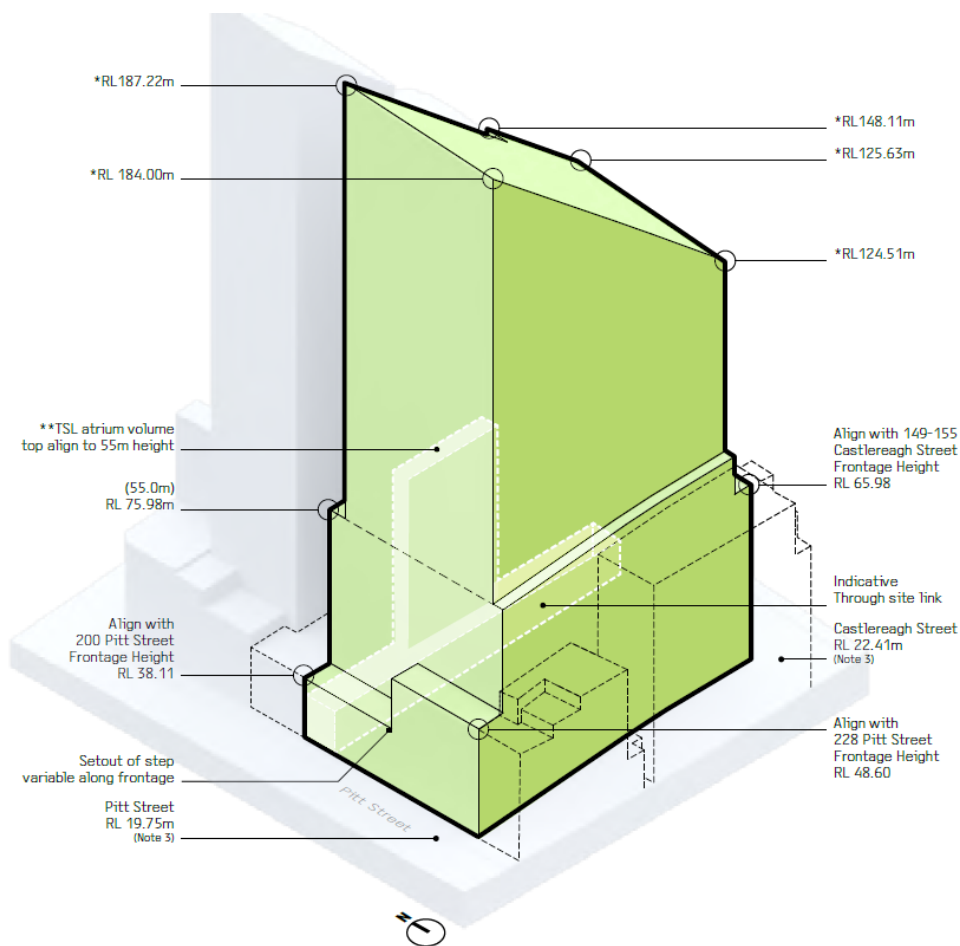 *RL187.22m
*RL 184.00m
**TSL atrium volume
top align to 55m height
(55.0m)
RL 75.98m
Align with
200 Pitt Street
Frontage Height
RL 38.11
Setout of step
variable along frontage
Pitt Street
RL 19.75m
(Note 3)
Pitt Street
N
*RL148.11m
*RL125.63m
*RL124.51m
Align with 149-155
Castlereagh Street
Frontage Height
RL 65.98
Indicative
Through site link
Castlereagh Street
RL 22.41m
(Note 3)
Align with
228 Pitt Street
Frontage Height
RL 48.60